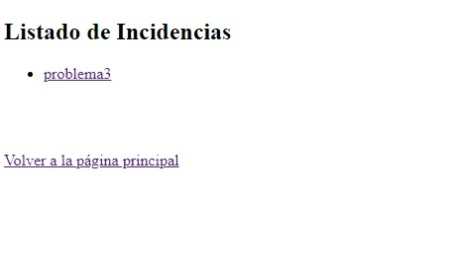 Listado de Incidencias
problema3
Volver a la página principal